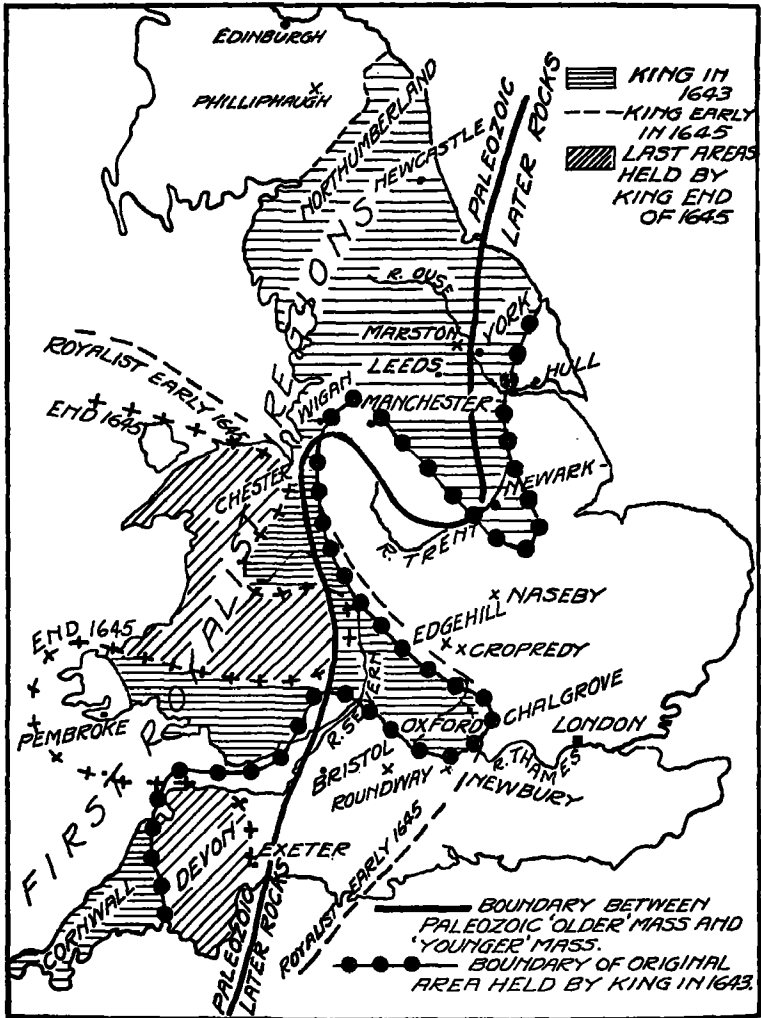 EDINBURGH
PHILLIPHAUGH
KING IN
1643
KING EARLY
IN 1645
LAST AREAS
HELD BY
KING END
OF 1645
NORTHUMBERLAND
NEWCASTLE
PALEOZOIC
LATER ROCKS
R. OUSE
MARSTON
YORK
LEEDS
HULL
ROYALIST EARLY 1645
END 1645
WIGAN
MANCHESTER
CHESTER
NEWARK
R. TRENT
FIRST ROYALIST REGIONS
NASEBY
EDGEHILL
CROPREDY
END 1645
R. SEVERN
CHALGROVE
OXFORD
LONDON
PEMBROKE
BRISTOL
R. THAMES
ROUNDWAY
NEWBURY
DEVON
EXETER
CORNWALL
ROYALIST EARLY 1645
PALEOZOIC
LATER ROCKS
BOUNDARY BETWEEN
PALEOZOIC 'OLDER' MASS AND
'YOUNGER' MASS.
BOUNDARY OF ORIGINAL
AREA HELD BY KING IN 1643.